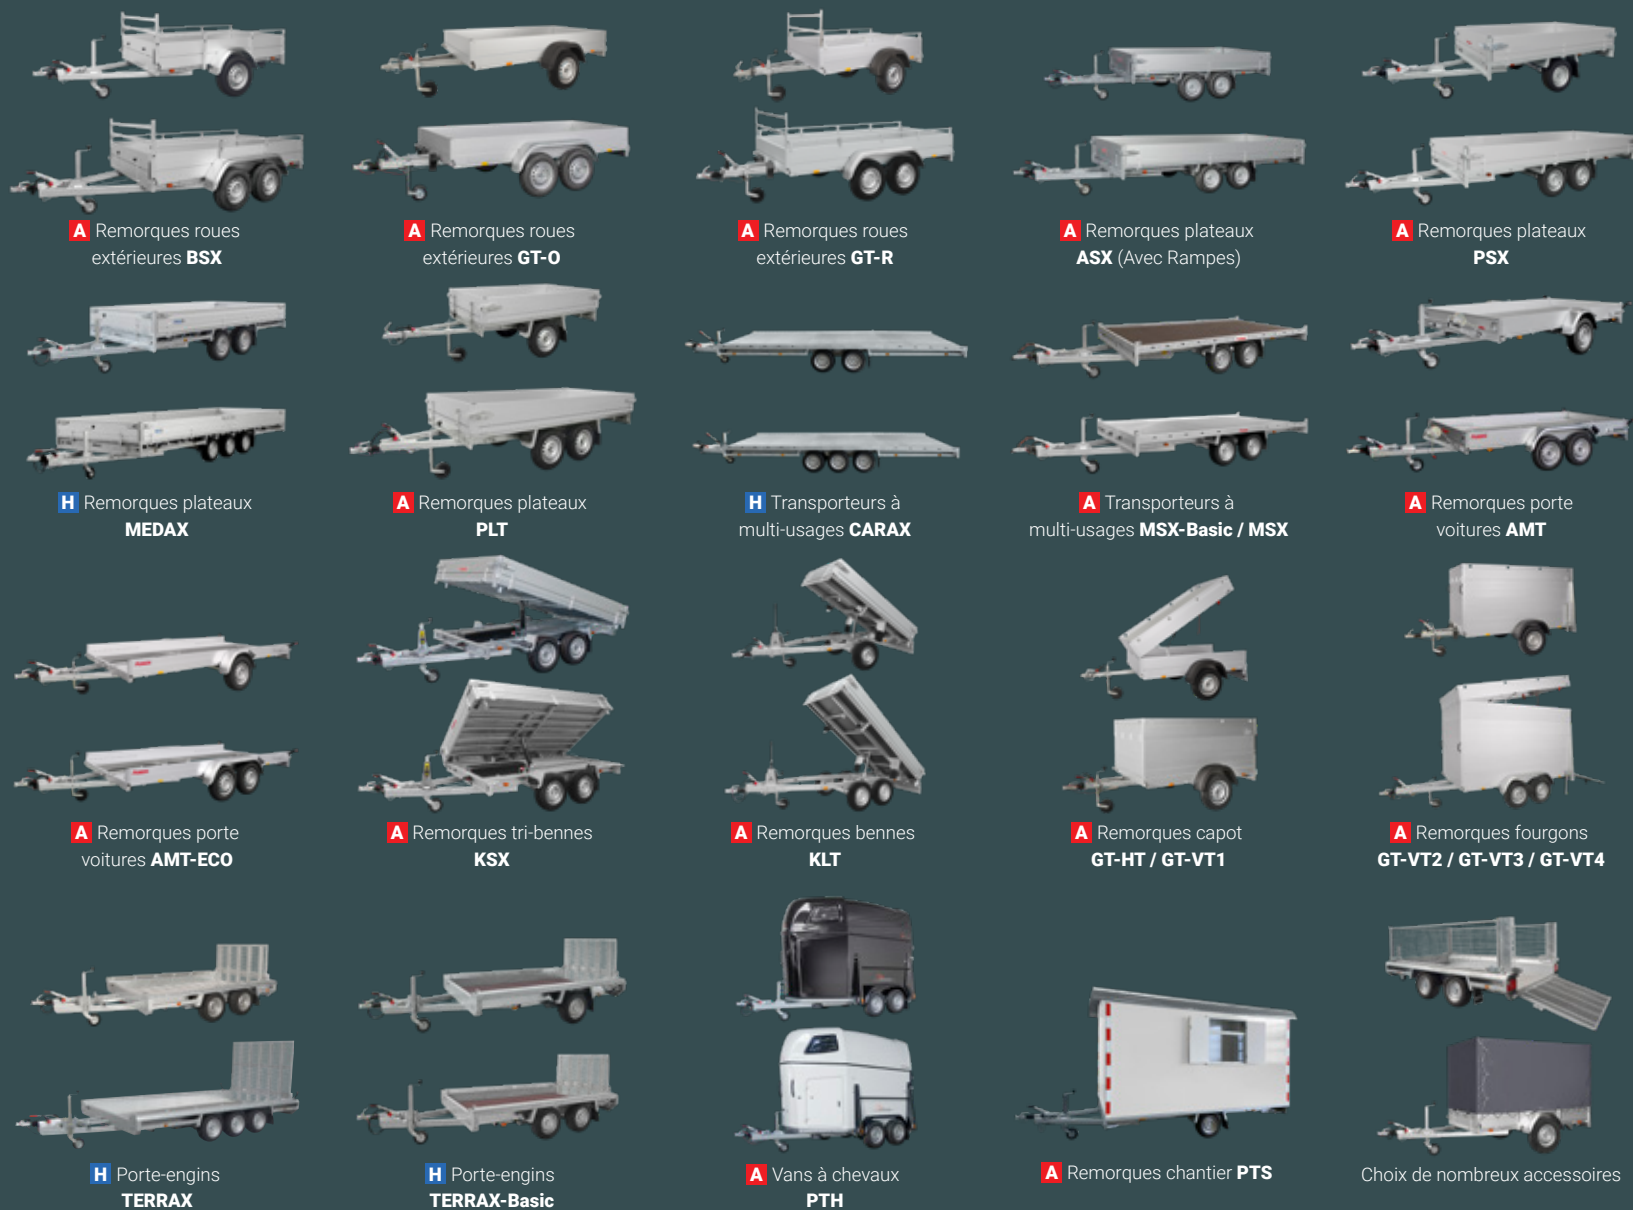 A Remorques roues
extérieures BSX
A Remorques roues
extérieures GT-O
A Remorques roues
extérieures GT-R
A Remorques plateaux
ASX (Avec Rampes)
A Remorques plateaux
PSX
H Remorques plateaux
MEDAX
A Remorques plateaux
PLT
H Transporteurs à
multi-usages CARAX
A Transporteurs à
multi-usages MSX-Basic / MSX
A Remorques porte
voitures AMT
A Remorques porte
voitures AMT-ECO
A Remorques tri-bennes
KSX
A Remorques bennes
KLT
A Remorques capot
GT-HT / GT-VT1
A Remorques fourgons
GT-VT2 / GT-VT3 / GT-VT4
H Porte-engins
TERRAX
H Porte-engins
TERRAX-Basic
A Vans à chevaux
PTH
A Remorques chantier PTS
Choix de nombreux accessoires